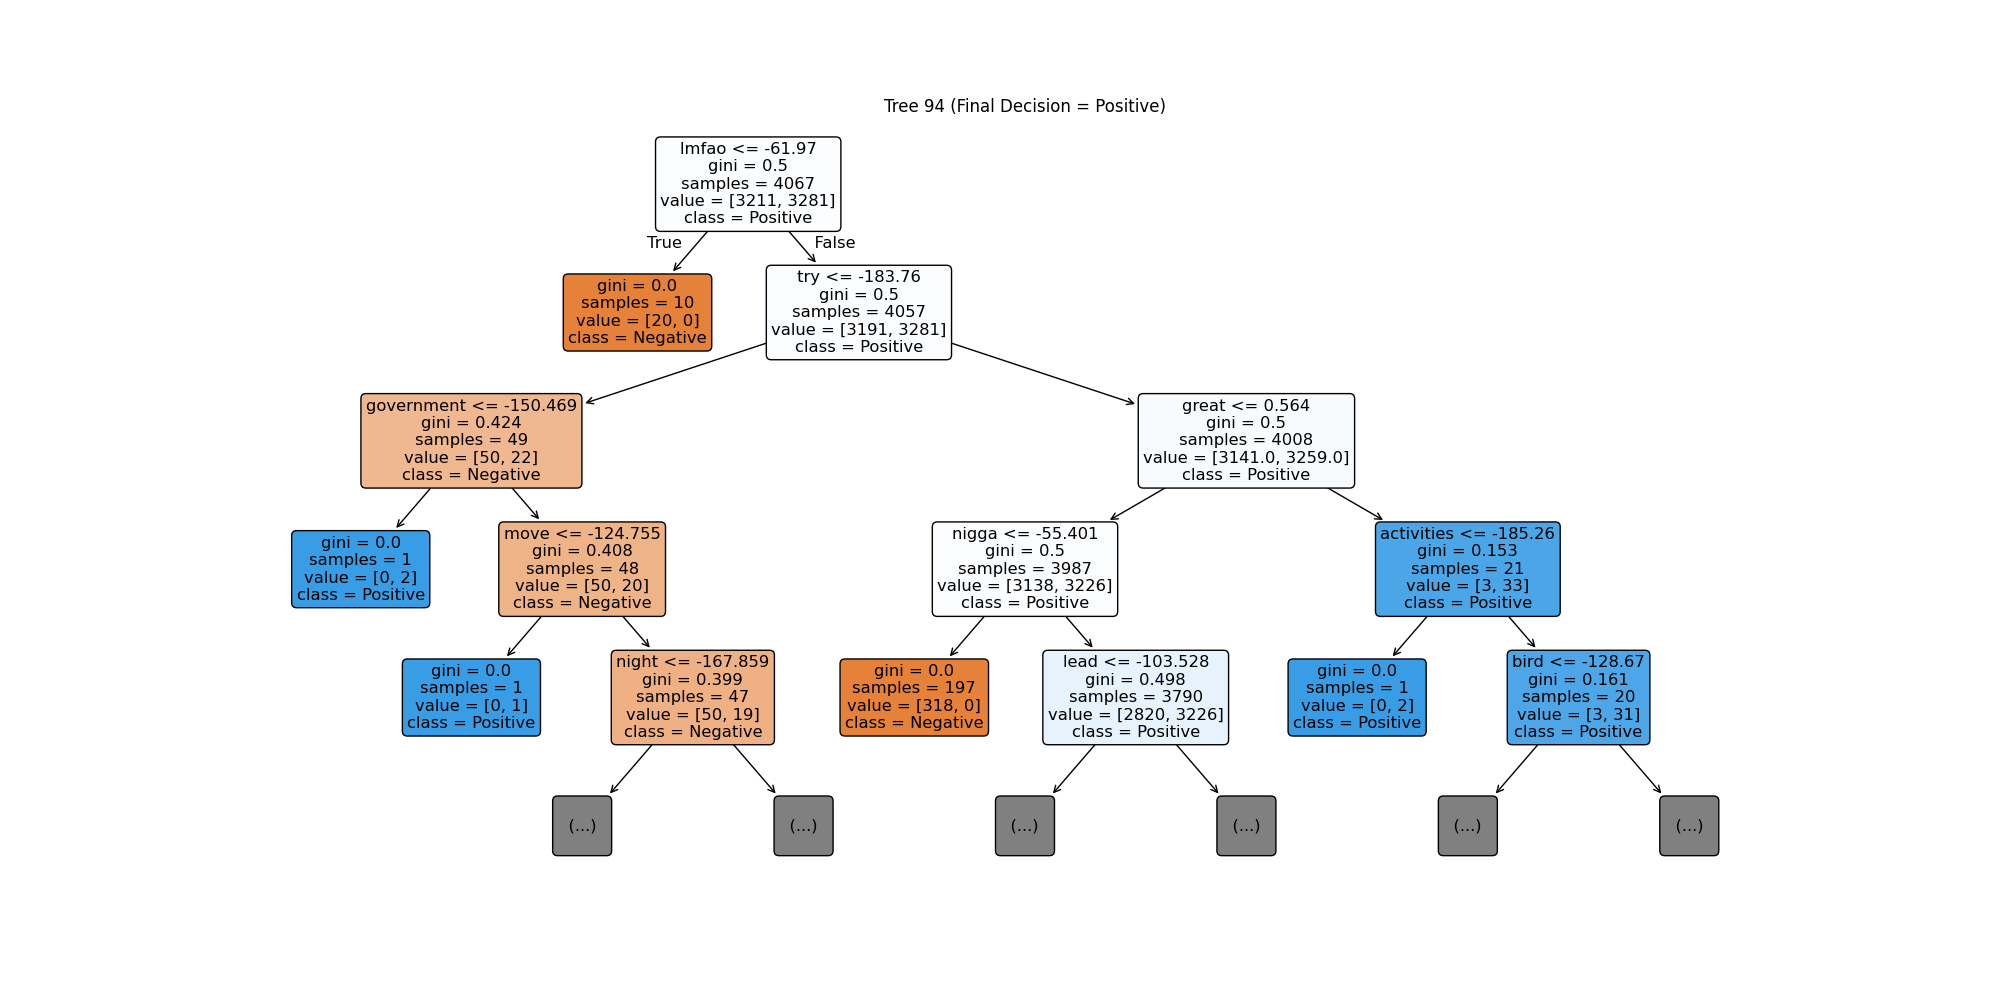 Tree 94 (Final Decision = Positive)
lmfao <= -61.97
gini = 0.5
samples = 4067
value = [3211, 3281]
class = Positive
True
False
gini = 0.0
samples = 10
value = [20, 0]
class = Negative
try <= -183.76
gini = 0.5
samples = 4057
value = [3191, 3281]
class = Positive
government <= -150.469
gini = 0.424
samples = 49
value = [50, 22]
class = Negative
great <= 0.564
gini = 0.5
samples = 4008
value = [3141.0, 3259.0]
class = Positive
gini = 0.0
samples = 1
value = [0, 2]
class = Positive
move <= -124.755
gini = 0.408
samples = 48
value = [50, 20]
class = Negative
nigga <= -55.401
gini = 0.5
samples = 3987
value = [3138, 3226]
class = Positive
activities <= -185.26
gini = 0.153
samples = 21
value = [3, 33]
class = Positive
gini = 0.0
samples = 1
value = [0, 1]
class = Positive
night <= -167.859
gini = 0.399
samples = 47
value = [50, 19]
class = Negative
gini = 0.0
samples = 197
value = [318, 0]
class = Negative
lead <= -103.528
gini = 0.498
samples = 3790
value = [2820, 3226]
class = Positive
gini = 0.0
samples = 1
value = [0, 2]
class = Positive
bird <= -128.67
gini = 0.161
samples = 20
value = [3, 31]
class = Positive
(...)
(...)
(...)
(...)
(...)
(...)